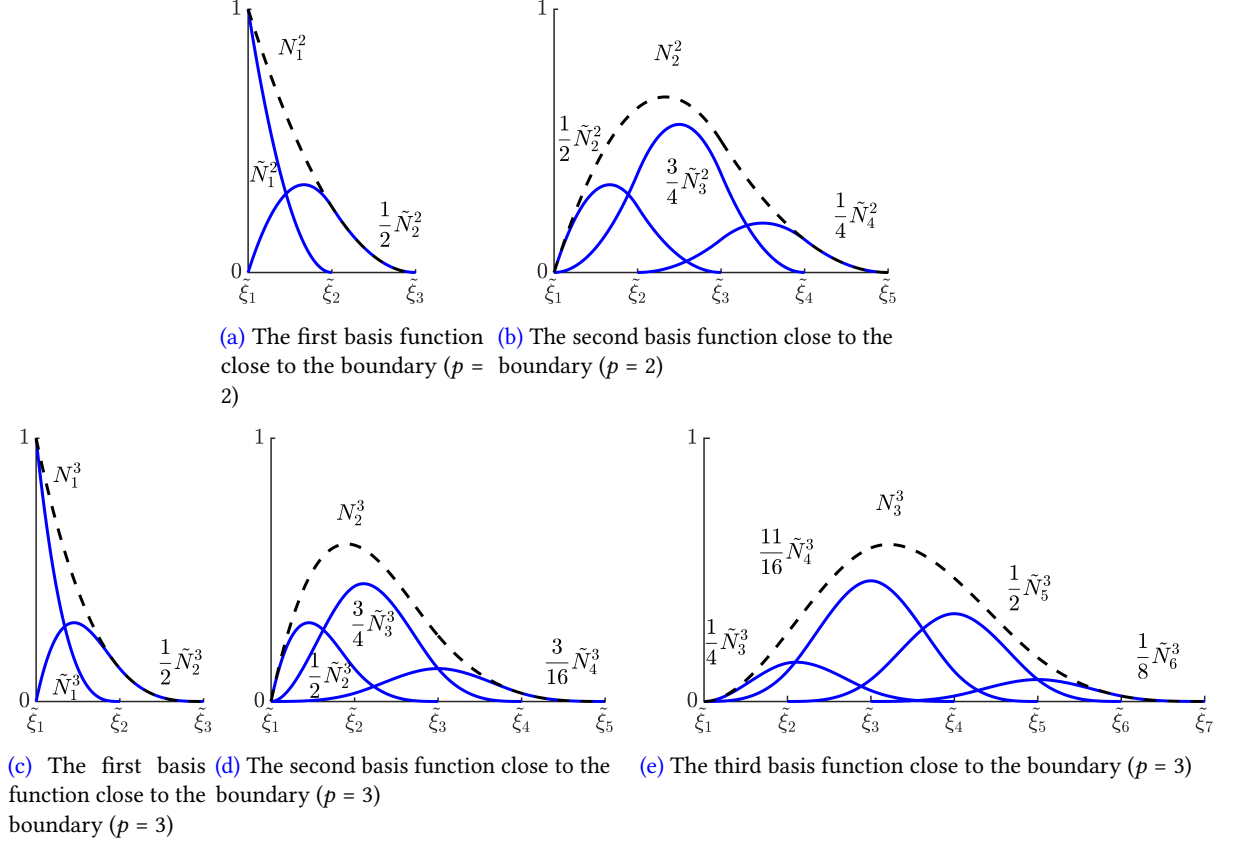 1
0
N_1^2
Ñ_1^2
1/2 Ñ_2^2
ξ̃_1 ξ̃_2 ξ̃_3
1
0
N_2^2
1/2 Ñ_2^2
3/4 Ñ_3^2
1/4 Ñ_4^2
ξ̃_1 ξ̃_2 ξ̃_3 ξ̃_4 ξ̃_5
(a) The first basis function
close to the boundary (p =
2)
(b) The second basis function close to the
boundary (p = 2)
1
0
N_1^3
Ñ_1^3
1/2 Ñ_2^3
ξ̃_1 ξ̃_2 ξ̃_3
1
0
N_2^3
3/4 Ñ_3^3
1/2 Ñ_2^3
3/16 Ñ_4^3
ξ̃_1 ξ̃_2 ξ̃_3 ξ̃_4 ξ̃_5
1
0
N_3^3
11/16 Ñ_4^3
1/2 Ñ_5^3
1/4 Ñ_3^3
1/8 Ñ_6^3
ξ̃_1 ξ̃_2 ξ̃_3 ξ̃_4 ξ̃_5 ξ̃_6 ξ̃_7
(c) The first basis
function close to the
boundary (p = 3)
(d) The second basis function close to the
boundary (p = 3)
(e) The third basis function close to the boundary (p = 3)